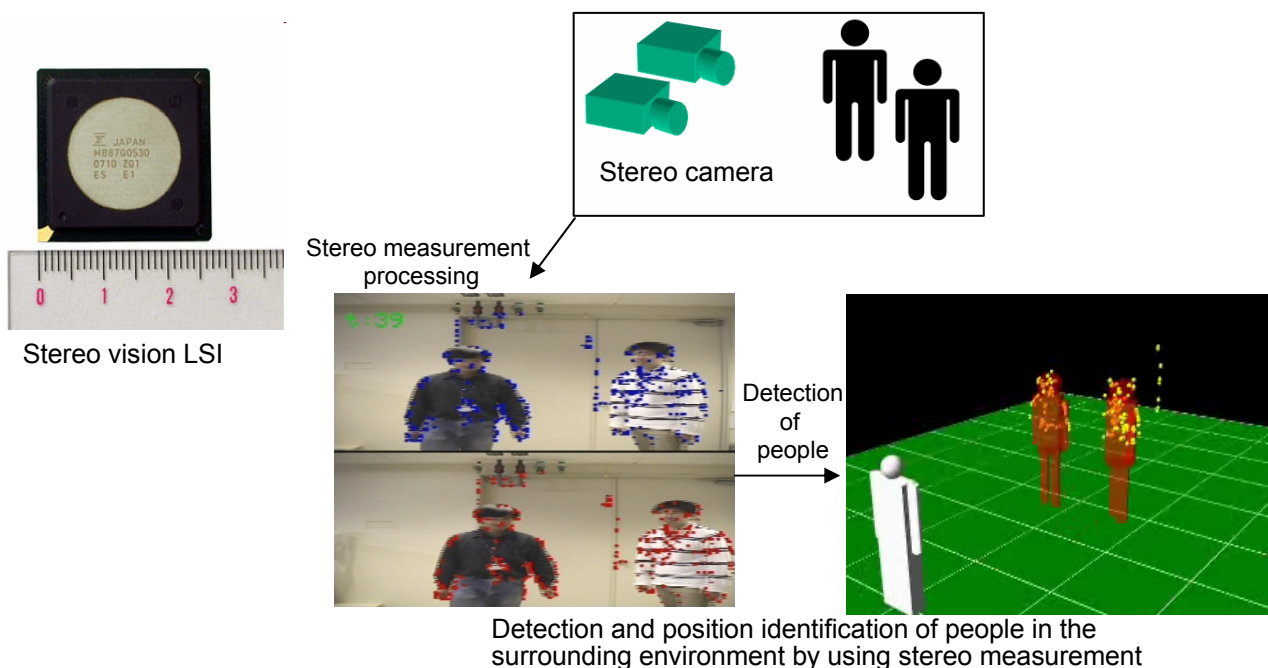 JAPAN
MB8700530
0710 Z01
ES E1
0 1 2 3
Stereo vision LSI
Stereo camera
Stereo measurement
processing
t:39
Detection
of
people
Detection and position identification of people in the
surrounding environment by using stereo measurement